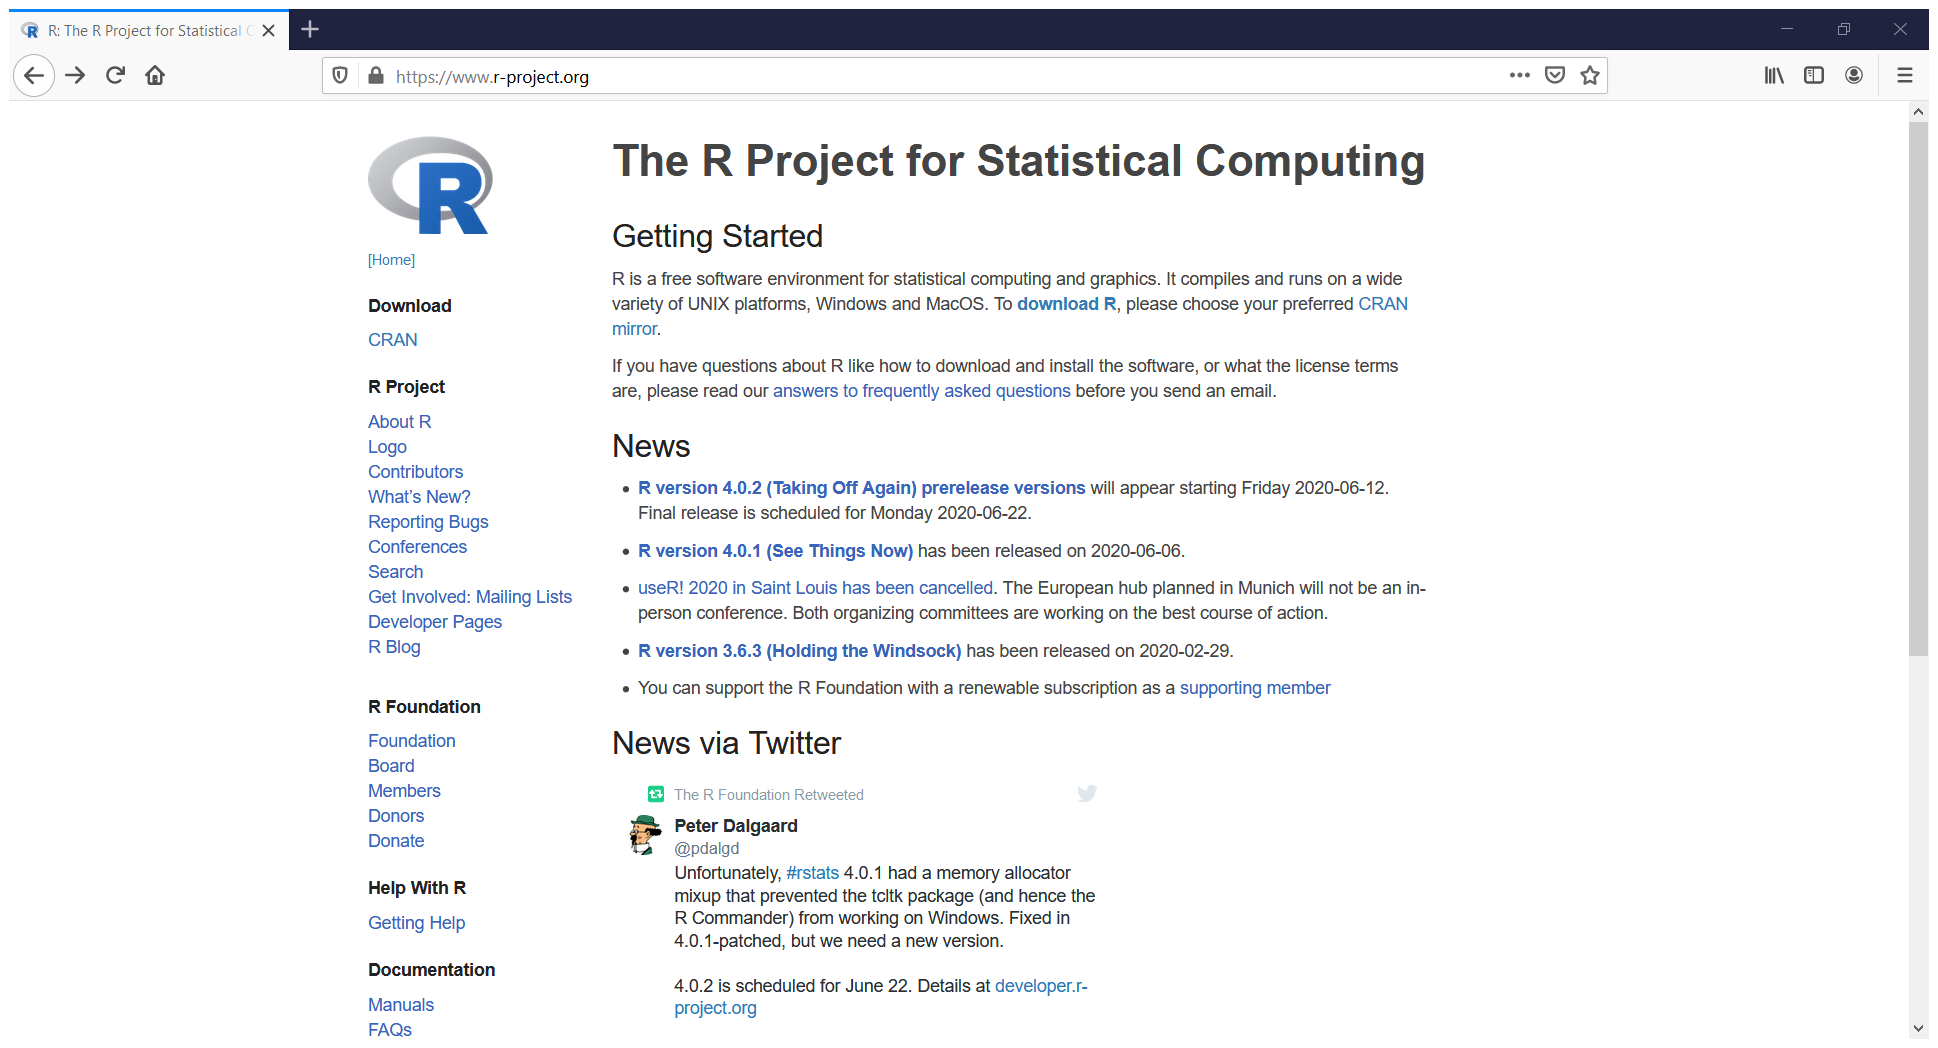 R: The R Project for Statistical C
https://www.r-project.org
R
[Home]
Download
CRAN
R Project
About R
Logo
Contributors
What's New?
Reporting Bugs
Conferences
Search
Get Involved: Mailing Lists
Developer Pages
R Blog
R Foundation
Foundation
Board
Members
Donors
Donate
Help With R
Getting Help
Documentation
Manuals
FAQs
The R Project for Statistical Computing
Getting Started
R is a free software environment for statistical computing and graphics. It compiles and runs on a wide
variety of UNIX platforms, Windows and MacOS. To download R, please choose your preferred CRAN
mirror.
If you have questions about R like how to download and install the software, or what the license terms
are, please read our answers to frequently asked questions before you send an email.
News
• R version 4.0.2 (Taking Off Again) prerelease versions will appear starting Friday 2020-06-12.
Final release is scheduled for Monday 2020-06-22.
• R version 4.0.1 (See Things Now) has been released on 2020-06-06.
• useR! 2020 in Saint Louis has been cancelled. The European hub planned in Munich will not be an in-
person conference. Both organizing committees are working on the best course of action.
• R version 3.6.3 (Holding the Windsock) has been released on 2020-02-29.
• You can support the R Foundation with a renewable subscription as a supporting member
News via Twitter
The R Foundation Retweeted
Peter Dalgaard
@pdalgd
Unfortunately, #rstats 4.0.1 had a memory allocator
mixup that prevented the tcltk package (and hence the
R Commander) from working on Windows. Fixed in
4.0.1-patched, but we need a new version.
4.0.2 is scheduled for June 22. Details at developer.r-
project.org